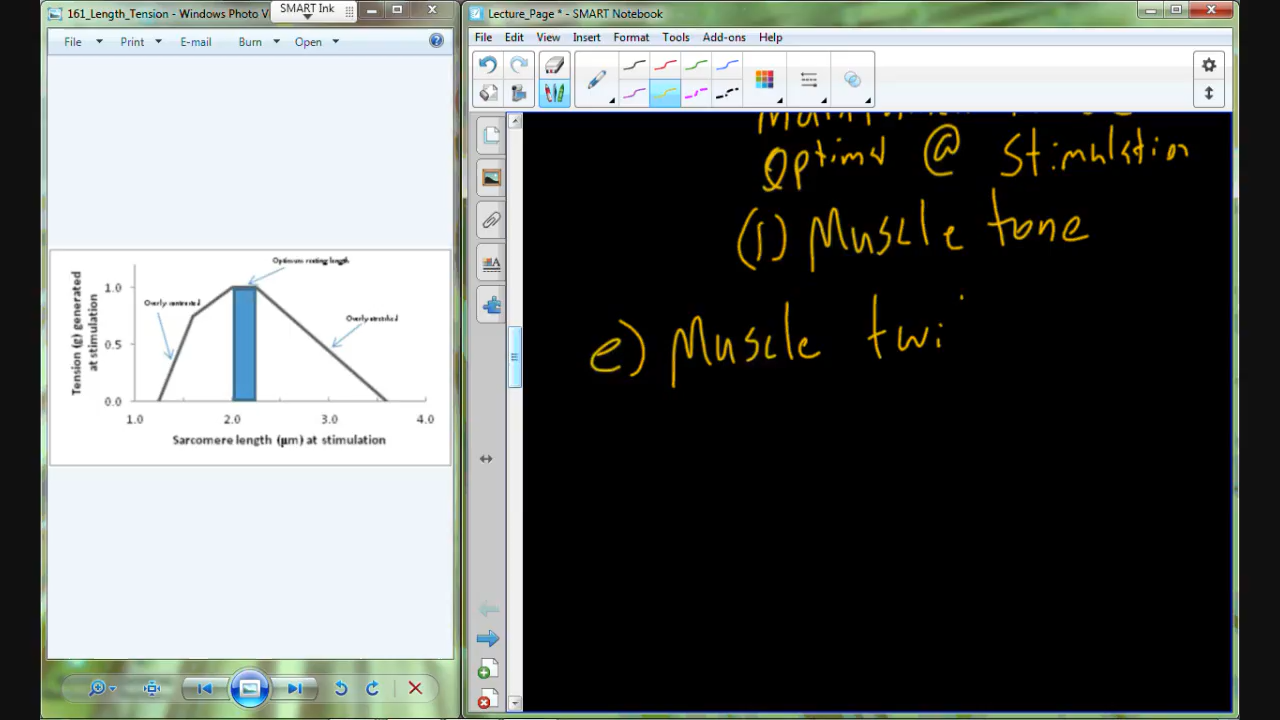 161_Length_Tension - Windows Photo V
SMART Ink
File Print E-mail Burn Open
Optimum resting length
Overly contracted
Overly stretched
Tension (g) generated
at stimulation
1.0
0.5
0.0
1.0 2.0 3.0 4.0
Sarcomere length (μm) at stimulation
Lecture_Page * - SMART Notebook
File Edit View Insert Format Tools Add-ons Help
Optimal @ Stimulation
(1) Muscle tone
e) Muscle twi